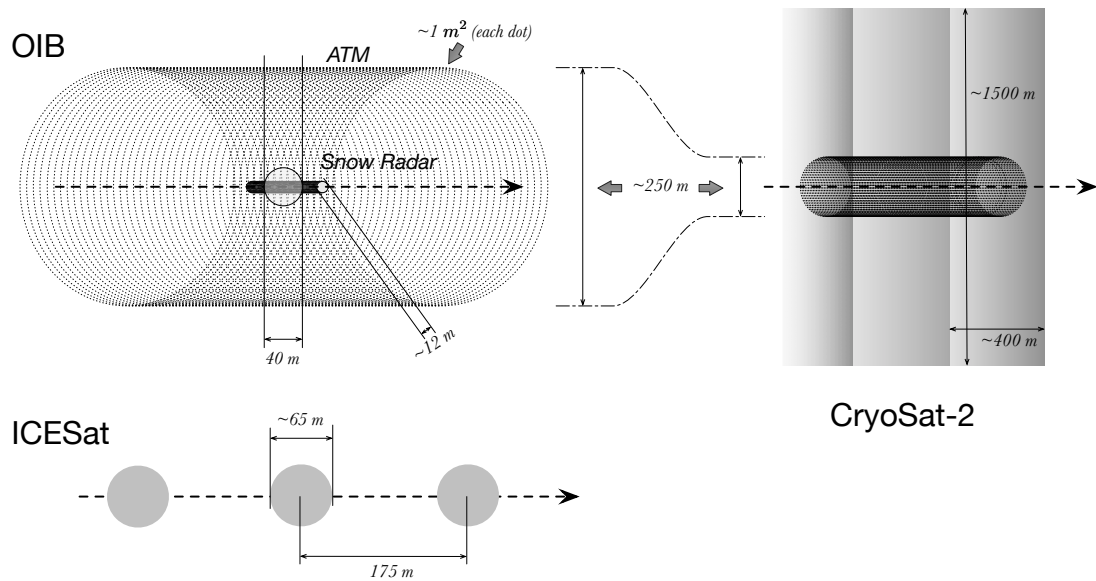 OIB
~1 m² (each dot)
ATM
Snow Radar
40 m
~12 m
~250 m
~1500 m
~400 m
CryoSat-2
ICESat
~65 m
175 m